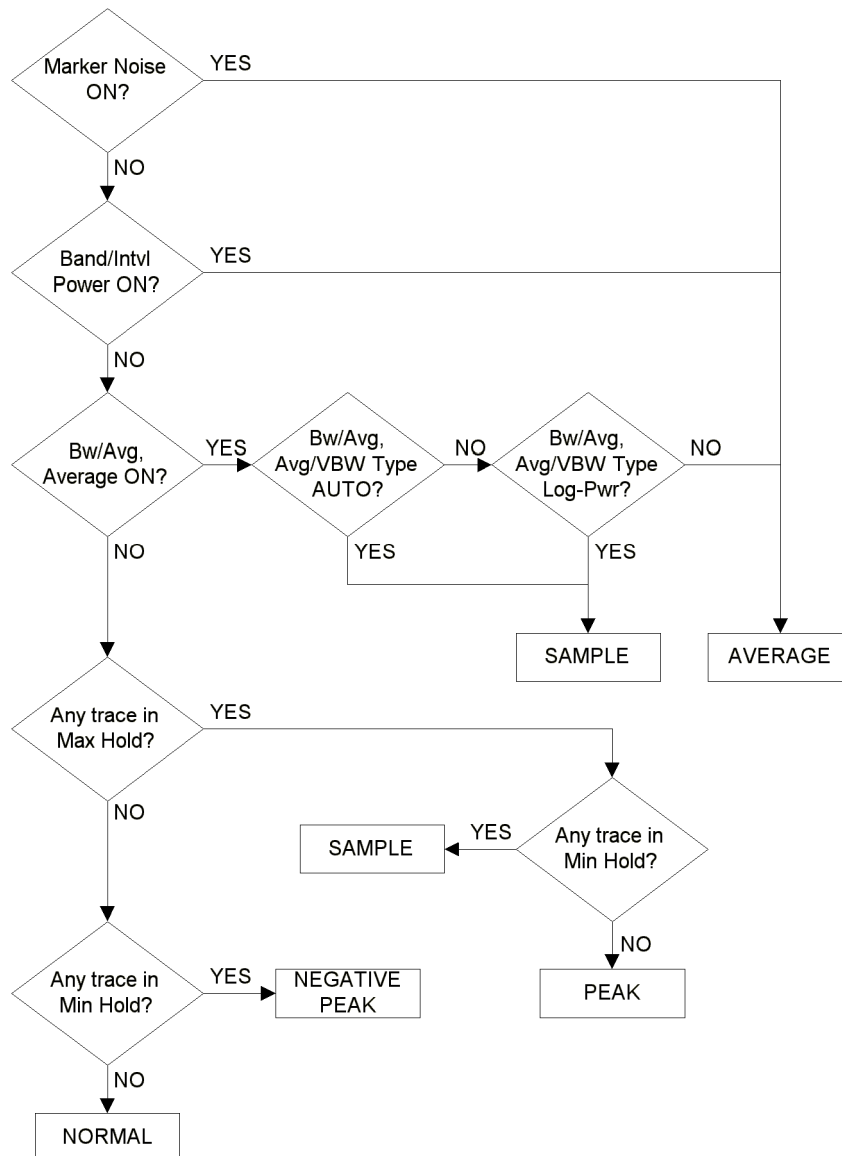 Marker Noise
ON?
YES
NO
Band/Intvl
Power ON?
YES
NO
Bw/Avg,
Average ON?
YES
Bw/Avg,
Avg/VBW Type
AUTO?
NO
Bw/Avg,
Avg/VBW Type
Log-Pwr?
NO
NO
YES
YES
SAMPLE
AVERAGE
Any trace in
Max Hold?
YES
NO
SAMPLE
YES
Any trace in
Min Hold?
NO
PEAK
Any trace in
Min Hold?
YES
NEGATIVE
PEAK
NO
NORMAL